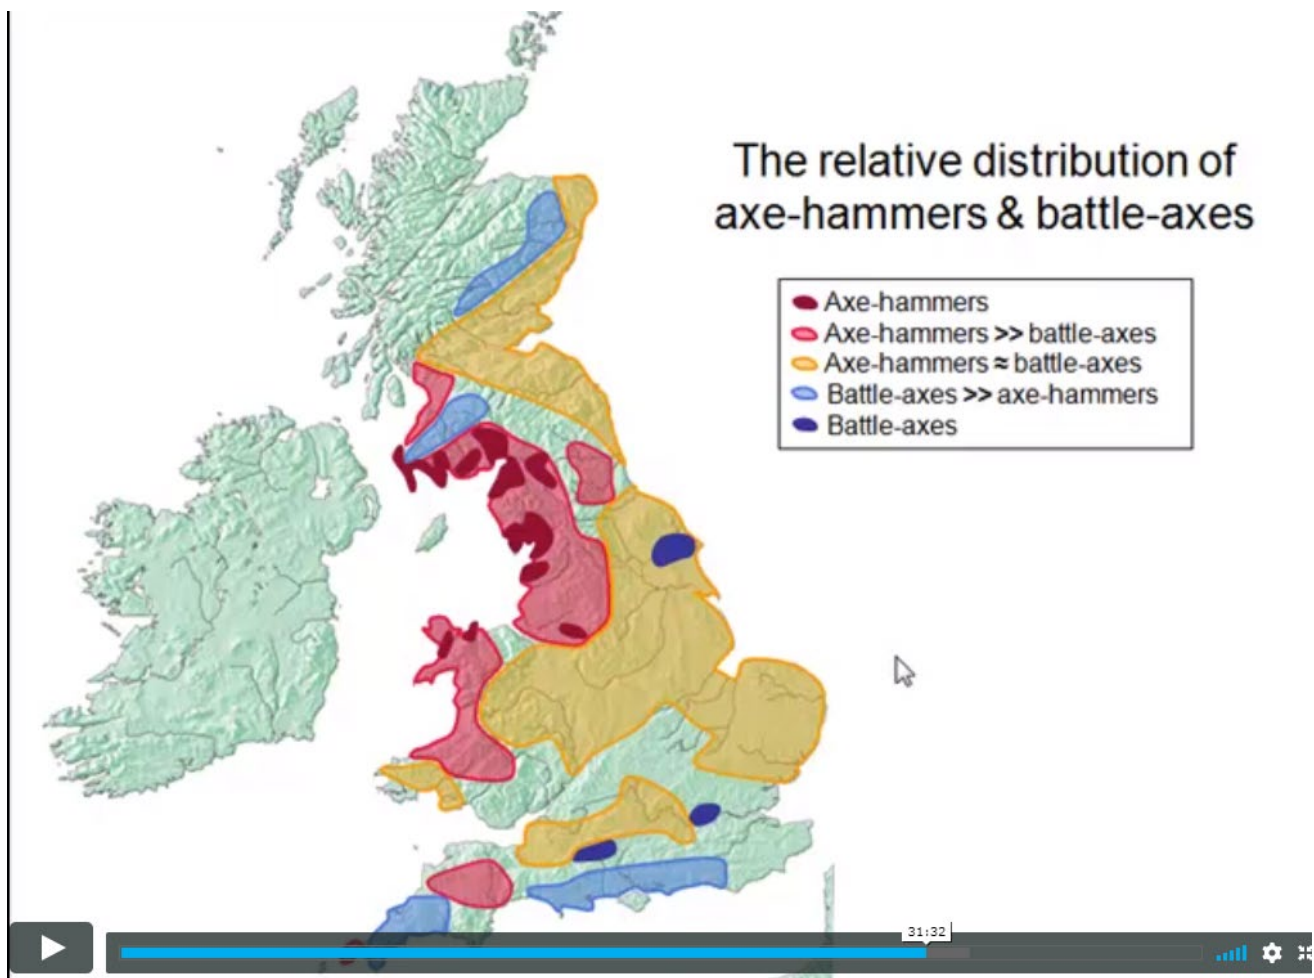 The relative distribution of
axe-hammers & battle-axes
Axe-hammers
Axe-hammers >> battle-axes
Axe-hammers ≈ battle-axes
Battle-axes >> axe-hammers
Battle-axes
31:32